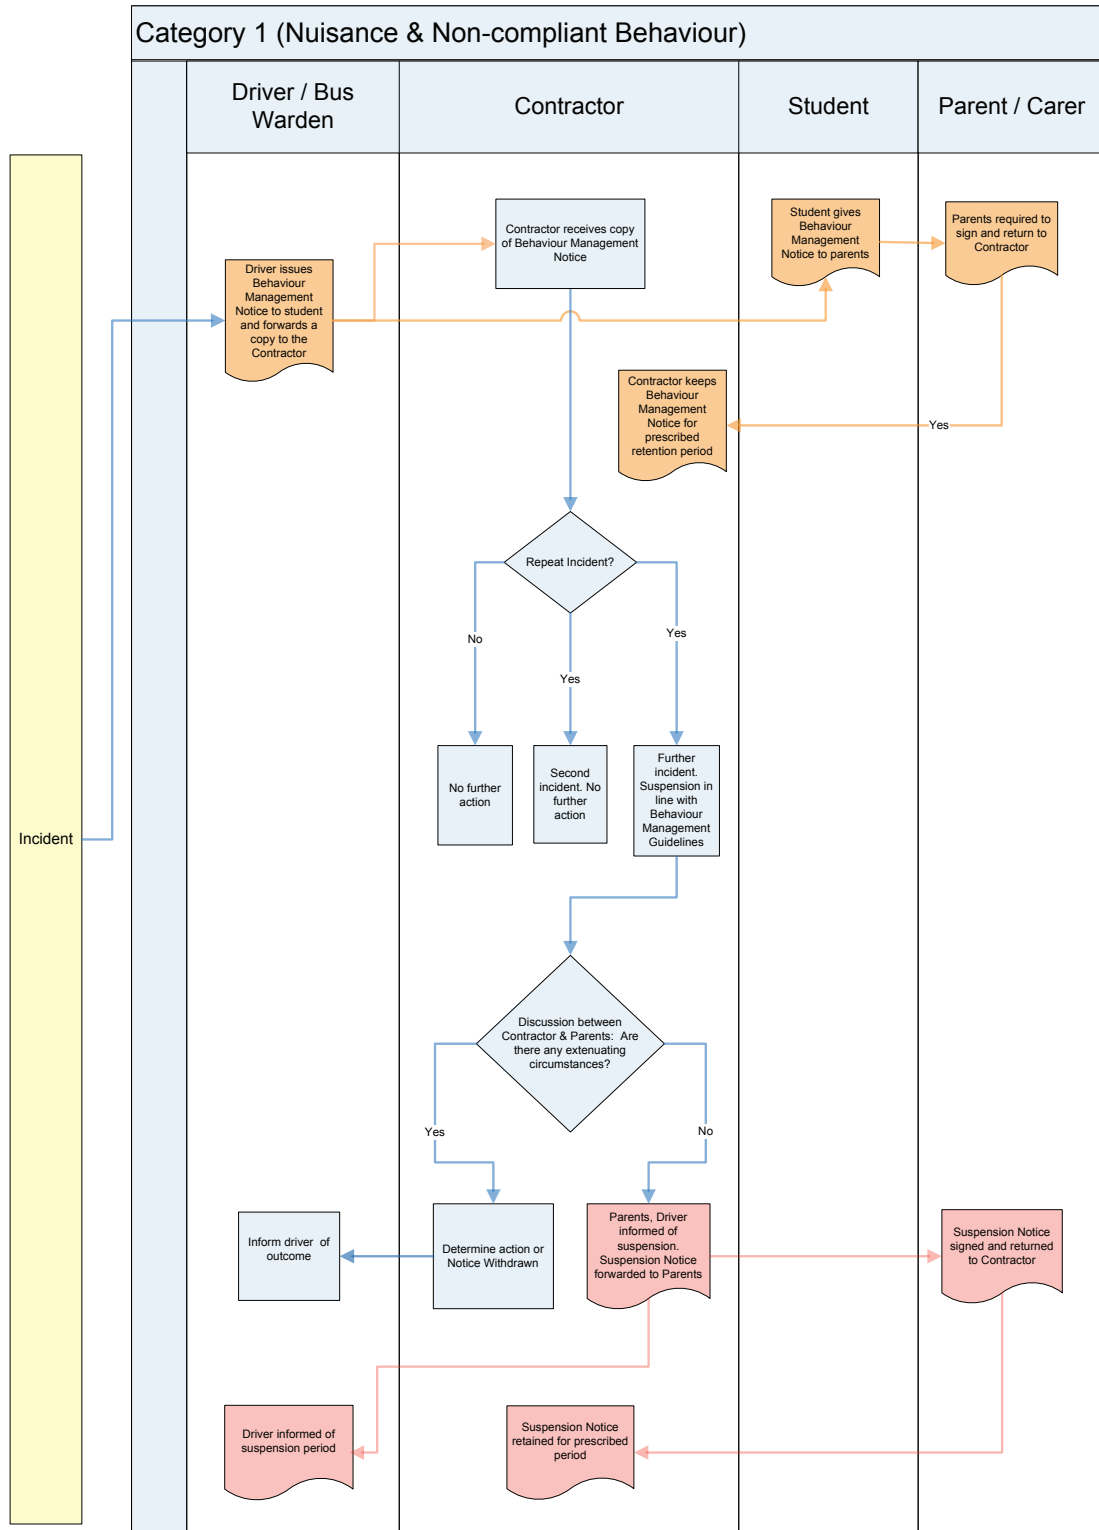 Category 1 (Nuisance & Non-compliant Behaviour)
Driver / Bus
Warden
Contractor
Student
Parent / Carer
Incident
Driver issues
Behaviour
Management
Notice to student
and forwards a
copy to the
Contractor
Contractor receives copy
of Behaviour Management
Notice
Student gives
Behaviour
Management
Notice to parents
Parents required to
sign and return to
Contractor
Yes
Contractor keeps
Behaviour
Management
Notice for
prescribed
retention period
Repeat Incident?
No
Yes
Yes
No further
action
Second
incident. No
further
action
Further
incident.
Suspension in
line with
Behaviour
Management
Guidelines
Discussion between
Contractor & Parents:  Are
there any extenuating
circumstances?
Yes
No
Inform driver  of
outcome
Determine action or
Notice Withdrawn
Parents, Driver
informed of
suspension.
Suspension Notice
forwarded to Parents
Suspension Notice
signed and returned
to Contractor
Driver informed of
suspension period
Suspension Notice
retained for prescribed
period